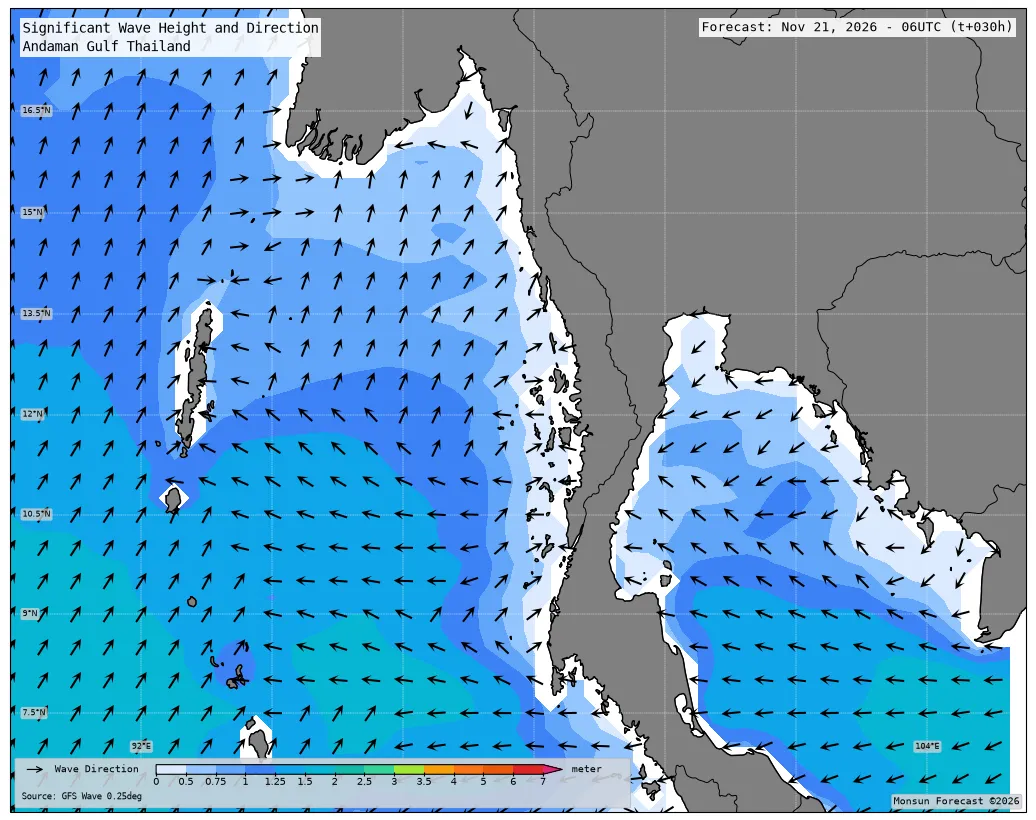 Significant Wave Height and Direction
Andaman Gulf Thailand
Forecast: Nov 21, 2026 - 06UTC (t+030h)
16.5°N
15°N
13.5°N
12°N
10.5°N
9°N
7.5°N
92°E
104°E
Wave Direction
0.5 0.75 1 1.25 1.5 2 2.5 3 3.5 4 5 6 7 meter
Source: GFS Wave 0.25deg
Monsun Forecast ©2026